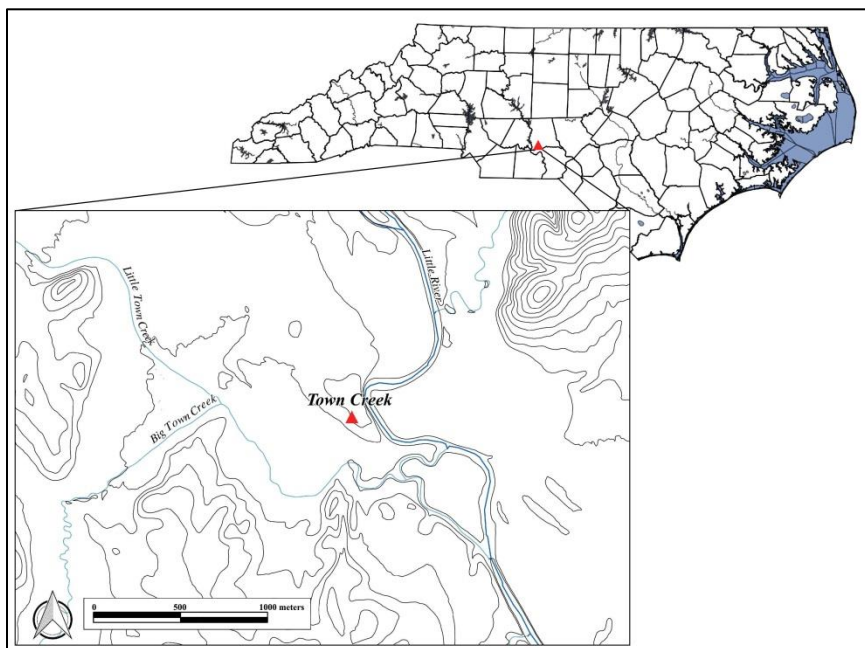 Little River
Little Town Creek
Town Creek
Big Town Creek
0 500 1000 meters